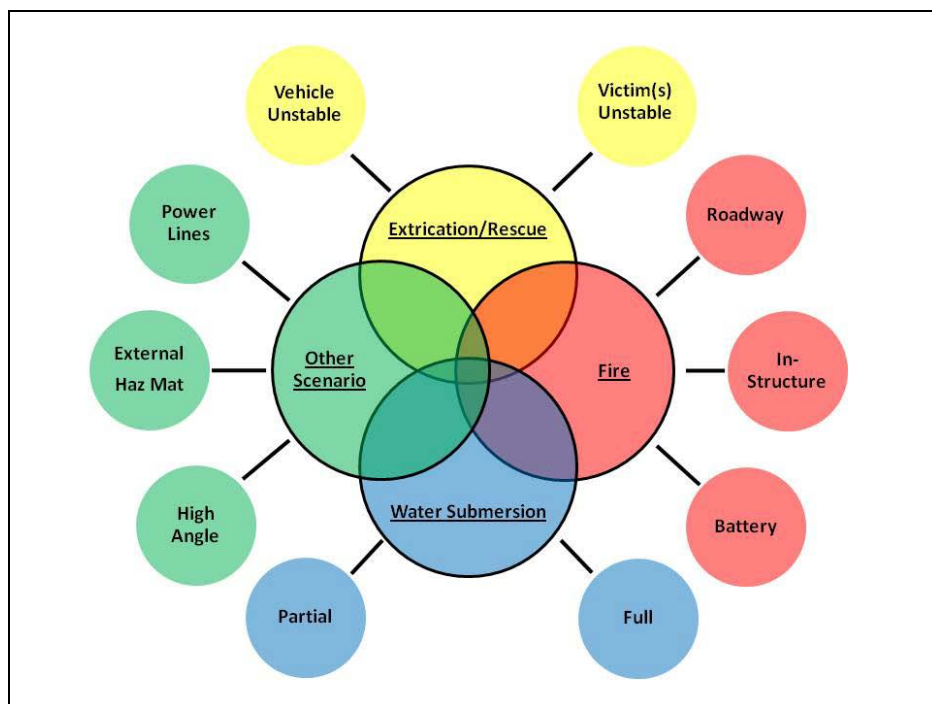 Vehicle
Unstable
Victim(s)
Unstable
Power
Lines
Extrication/Rescue
Roadway
External
Haz Mat
Other
Scenario
Fire
In-
Structure
High
Angle
Water Submersion
Battery
Partial
Full